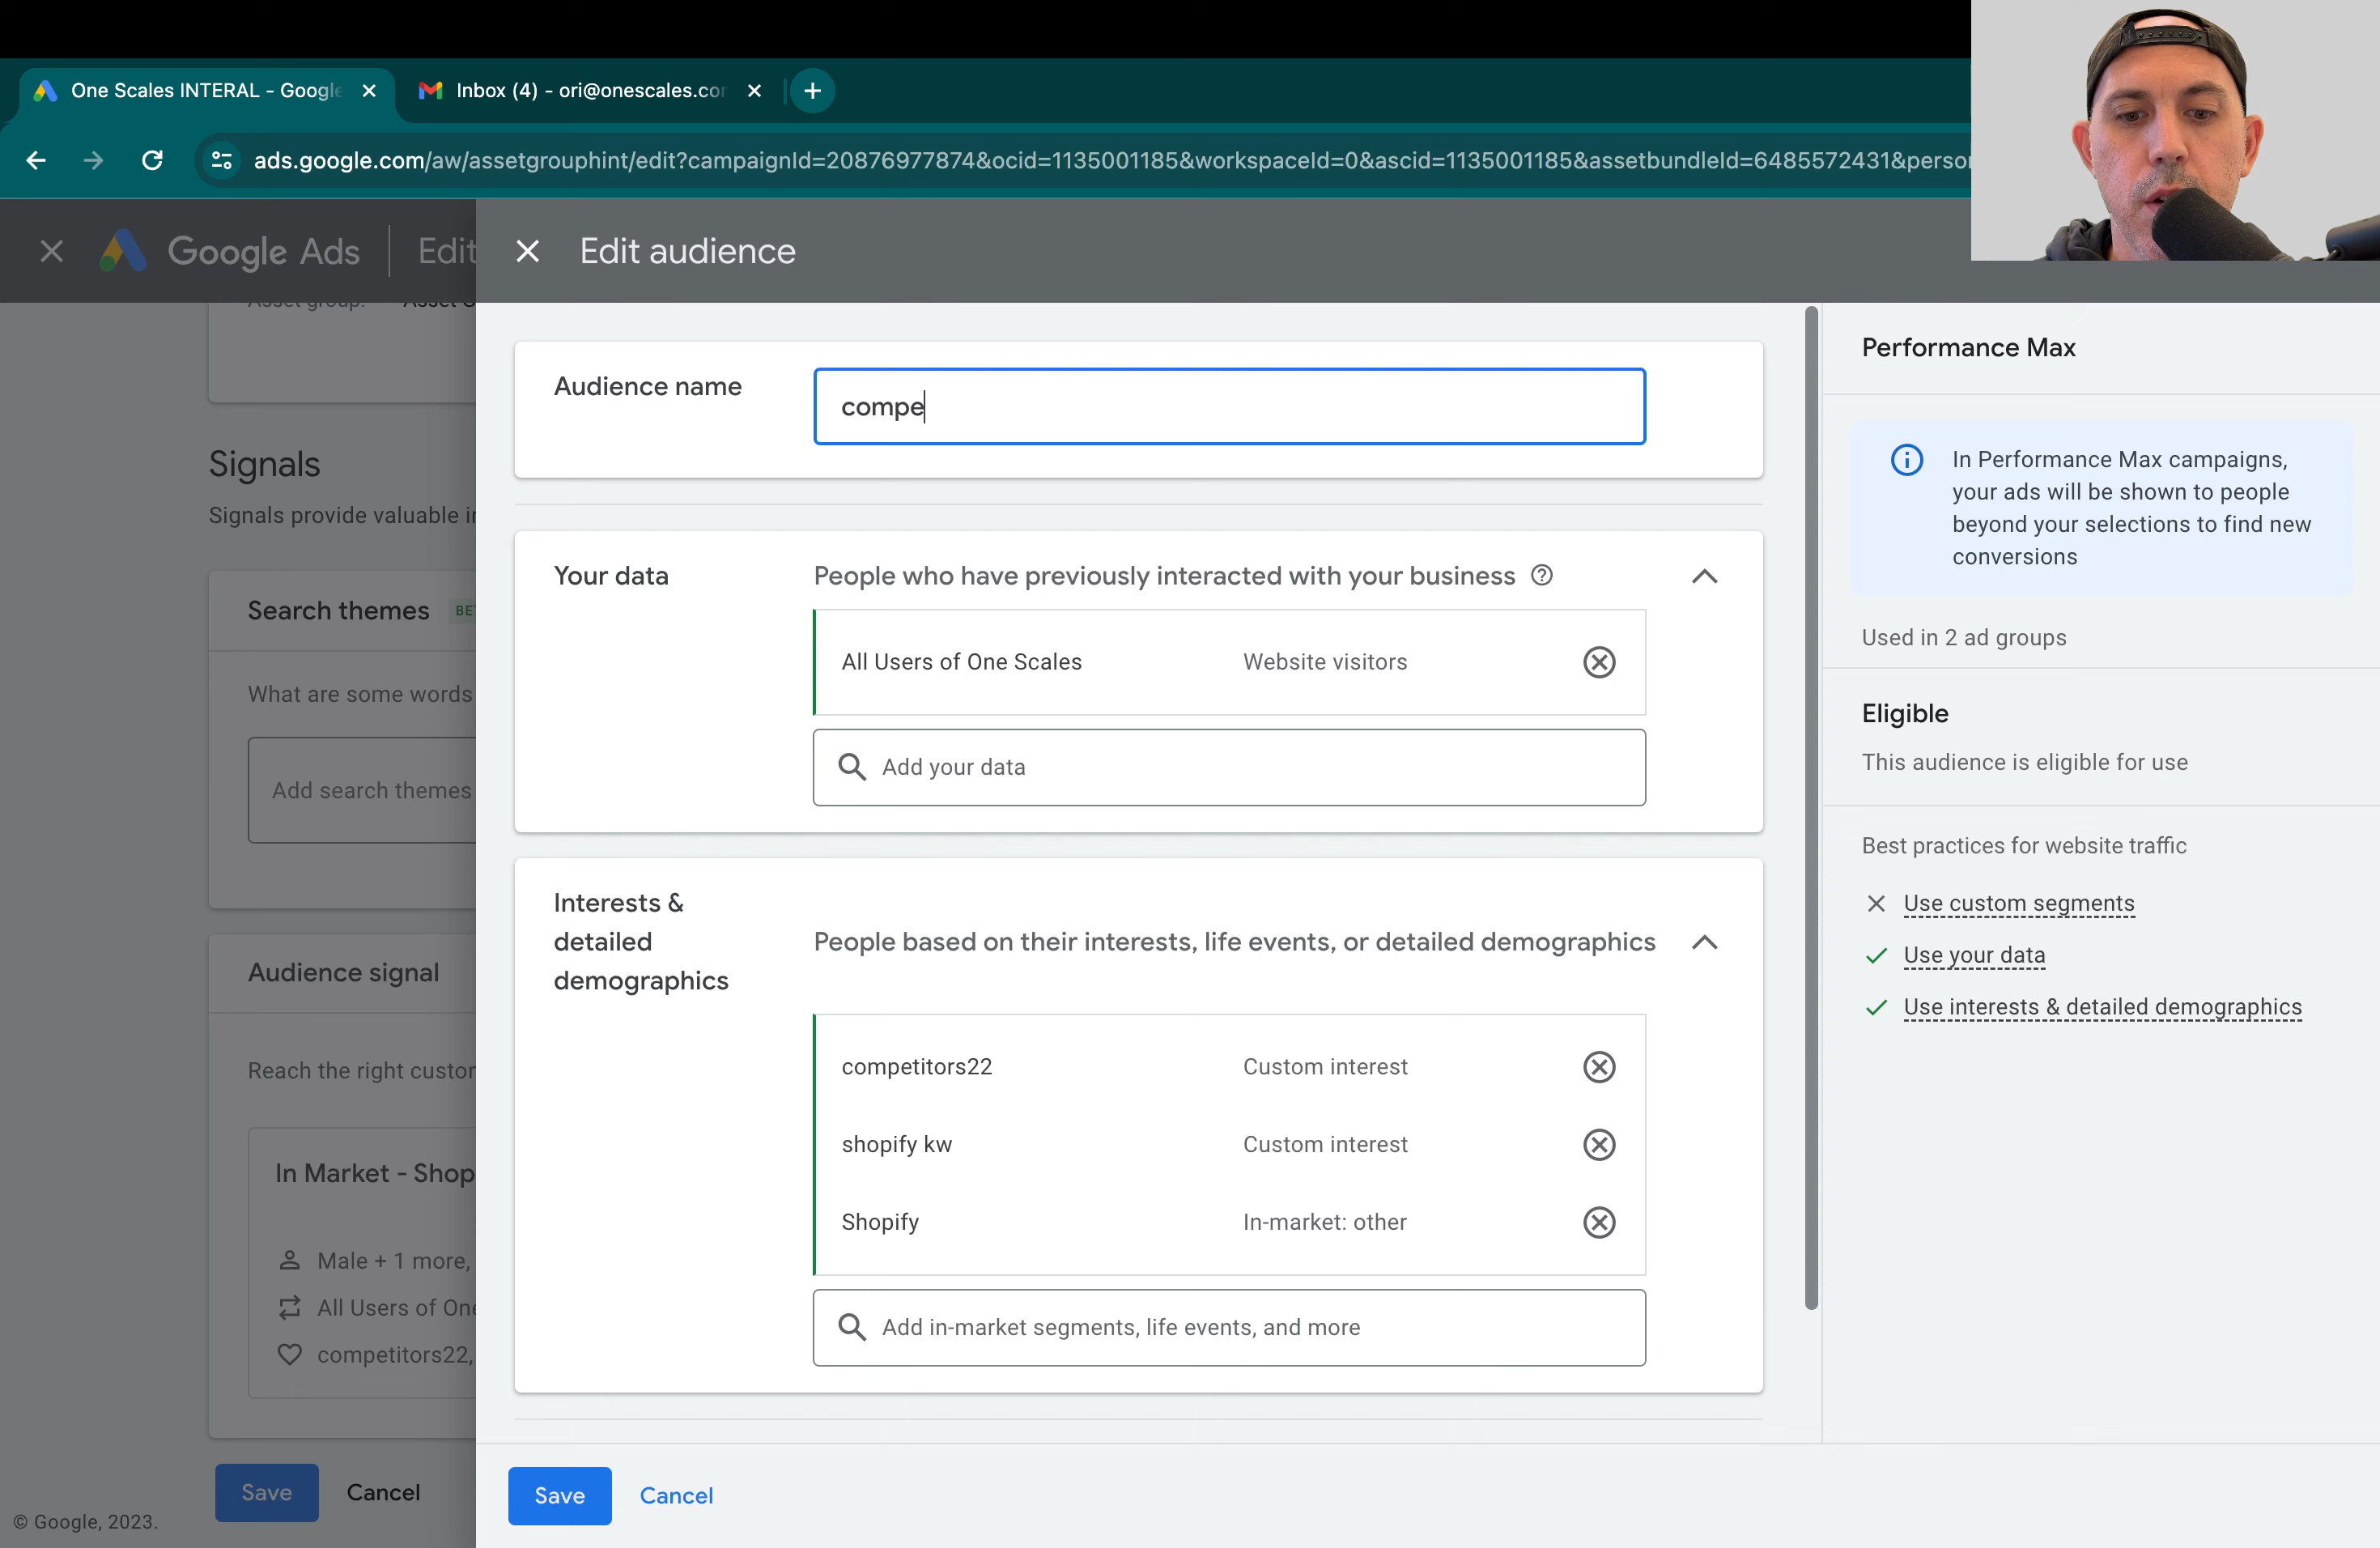 One Scales INTERAL - Google
Inbox (4) - ori@onescales.com
ads.google.com/aw/assetgrouphint/edit?campaignId=20876977874&ocid=1135001185&workspaceId=0&ascid=1135001185&assetbundleId=6485572431&person
Google Ads
Edit
Edit audience
Asset group:
Signals
Signals provide valuable
Search themes
What are some words
Add search themes
Audience signal
Reach the right custor
In Market - Shop
Male + 1 more,
All Users of One
competitors22,
Save
Cancel
© Google, 2023.
Audience name
compe
Your data
People who have previously interacted with your business
All Users of One Scales
Website visitors
Add your data
Interests &
detailed
demographics
People based on their interests, life events, or detailed demographics
competitors22
Custom interest
shopify kw
Custom interest
Shopify
In-market: other
Add in-market segments, life events, and more
Save
Cancel
Performance Max
In Performance Max campaigns,
your ads will be shown to people
beyond your selections to find new
conversions
Used in 2 ad groups
Eligible
This audience is eligible for use
Best practices for website traffic
Use custom segments
Use your data
Use interests & detailed demographics